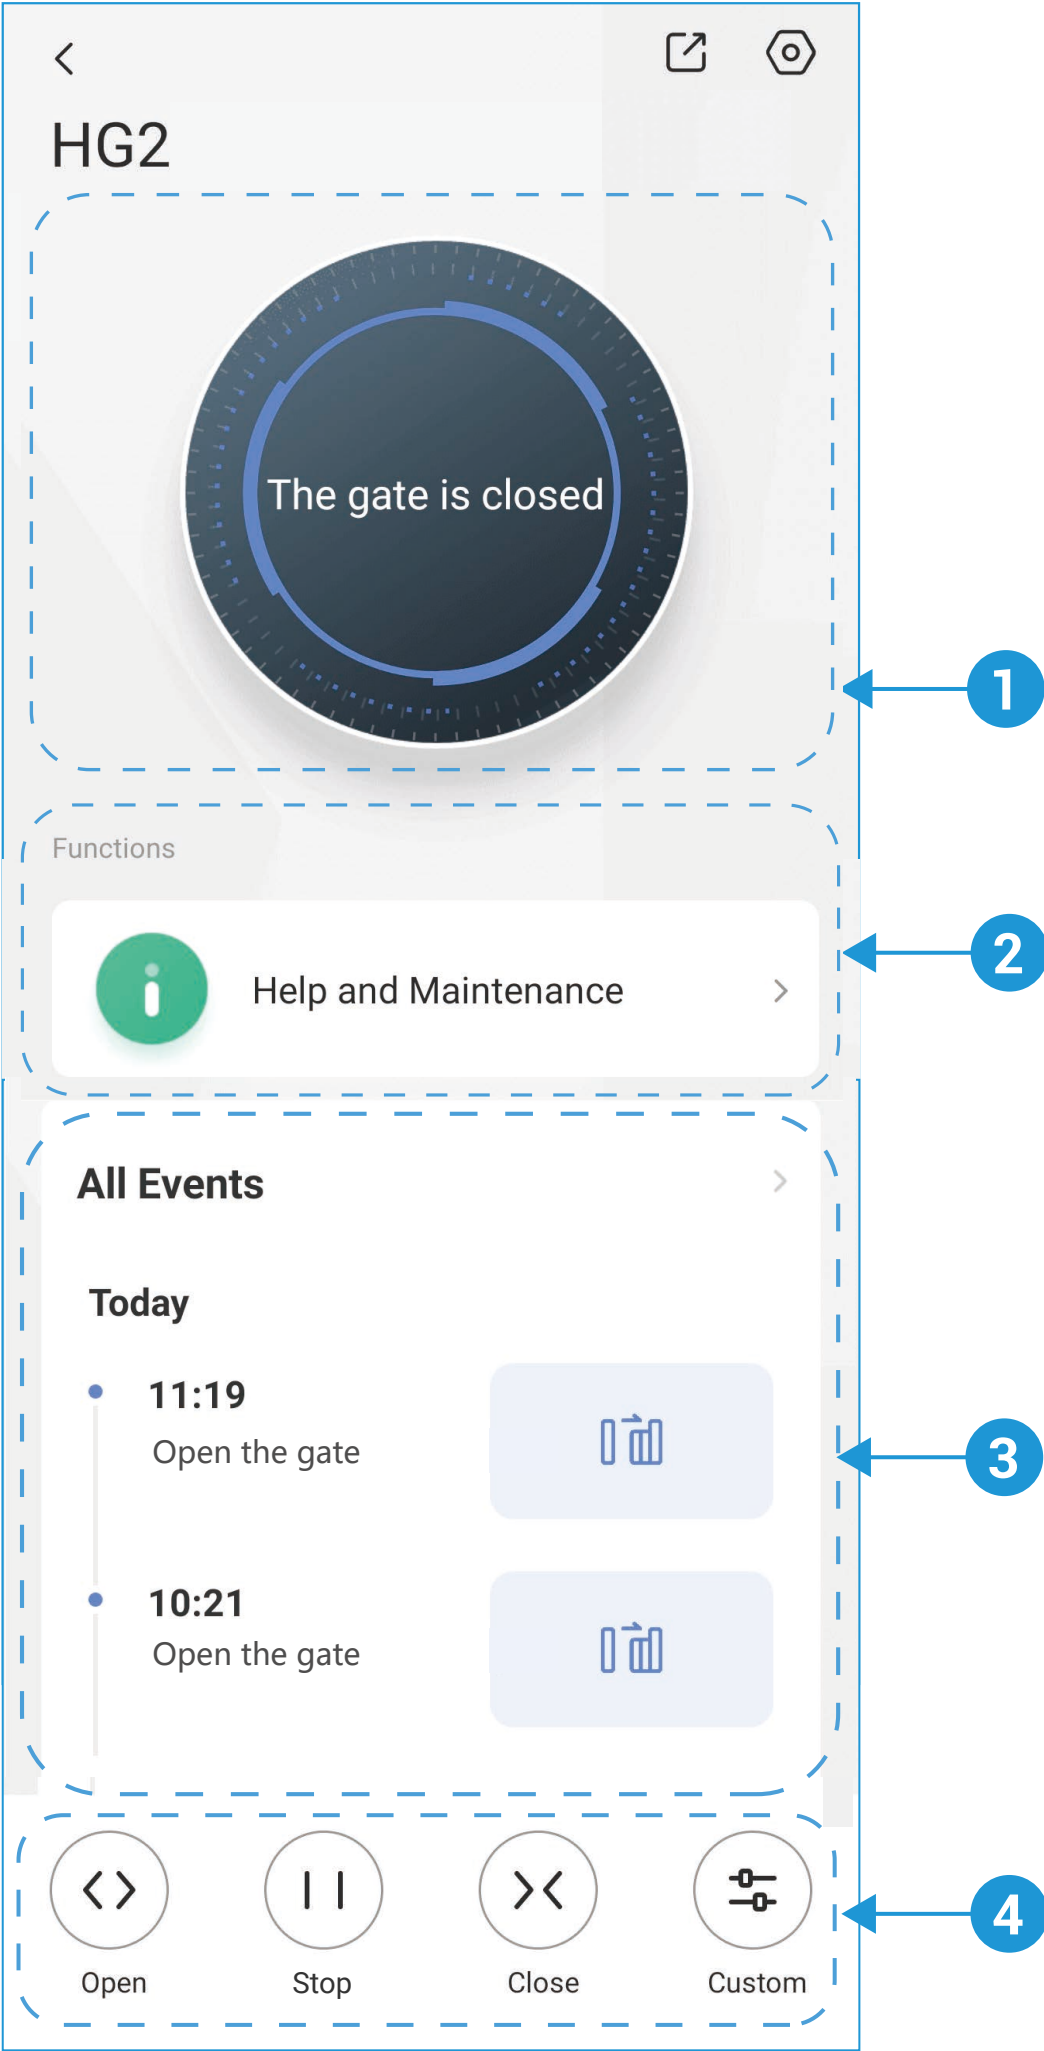 HG2
The gate is closed
1
Functions
2
Help and Maintenance
All Events
Today
11:19
Open the gate
3
10:21
Open the gate
4
Open Stop Close Custom